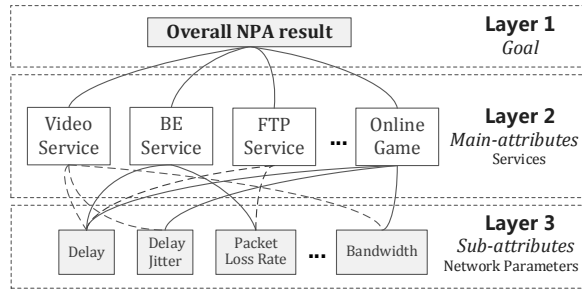 Overall NPA result
Layer 1
Goal
Video
Service
BE
Service
FTP
Service
...
Online
Game
Layer 2
Main-attributes
Services
Delay
Delay
Jitter
Packet
Loss Rate
...
Bandwidth
Layer 3
Sub-attributes
Network Parameters